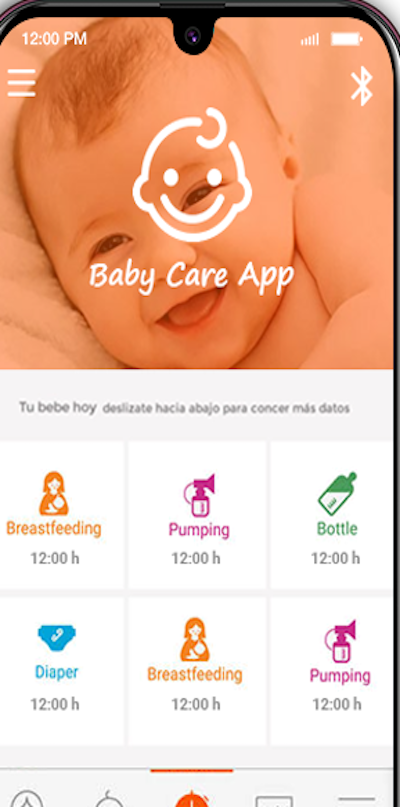 12:00 PM
Baby Care App
Tu bebe hoy deslizate hacia abajo para concer más datos
Breastfeeding
12:00 h
Pumping
12:00 h
Bottle
12:00 h
Diaper
12:00 h
Breastfeeding
12:00 h
Pumping
12:00 h